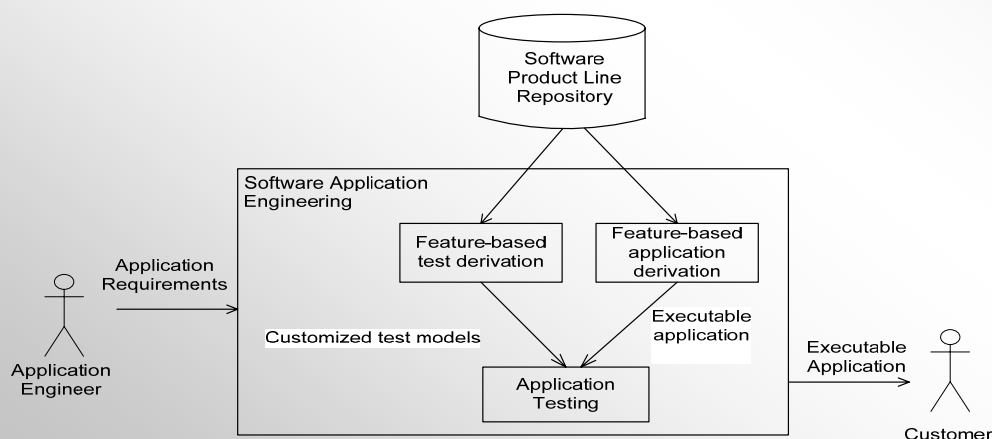 Software
Product Line
Repository
Software Application
Engineering
Feature-based
test derivation
Feature-based
application
derivation
Application
Requirements
Application
Engineer
Customized test models
Executable
application
Application
Testing
Executable
Application
Customer